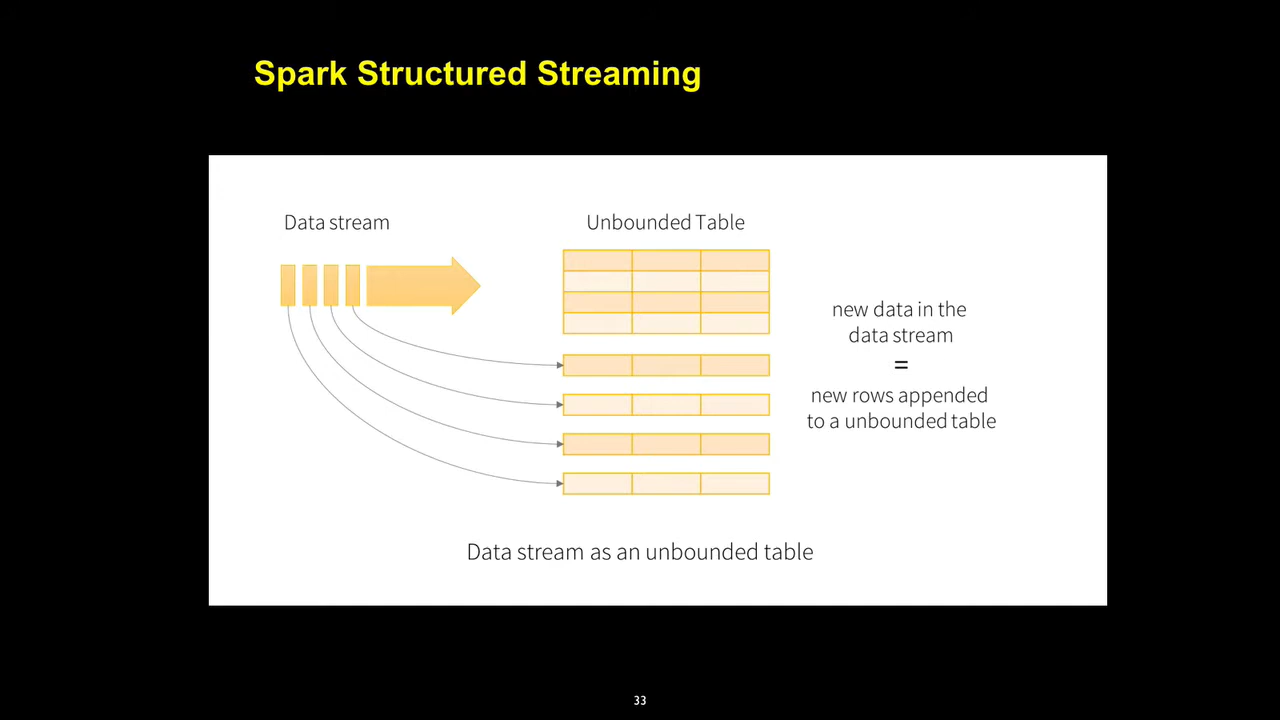 Spark Structured Streaming
Data stream
Unbounded Table
new data in the
data stream
=
new rows appended
to a unbounded table
Data stream as an unbounded table
33